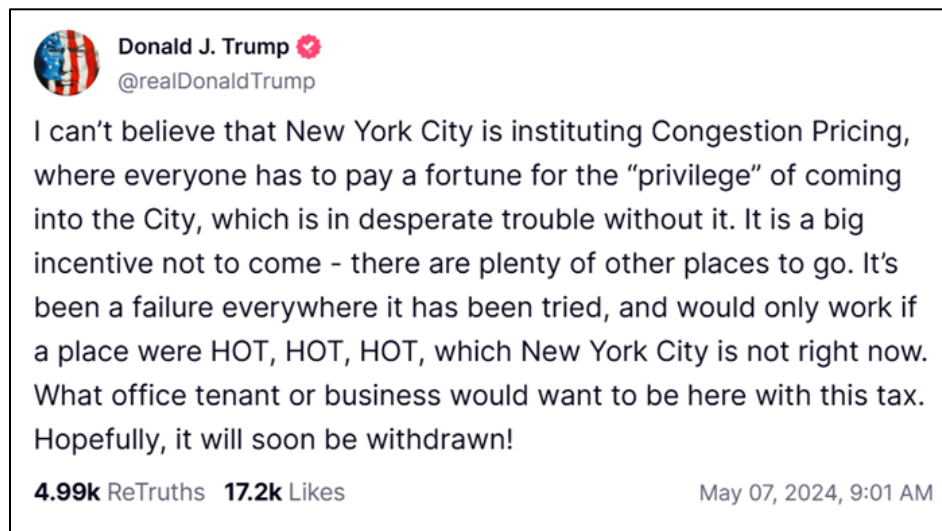 Donald J. Trump
@realDonaldTrump
I can’t believe that New York City is instituting Congestion Pricing,
where everyone has to pay a fortune for the “privilege” of coming
into the City, which is in desperate trouble without it. It is a big
incentive not to come - there are plenty of other places to go. It’s
been a failure everywhere it has been tried, and would only work if
a place were HOT, HOT, HOT, which New York City is not right now.
What office tenant or business would want to be here with this tax.
Hopefully, it will soon be withdrawn!
4.99k ReTruths 17.2k Likes May 07, 2024, 9:01 AM